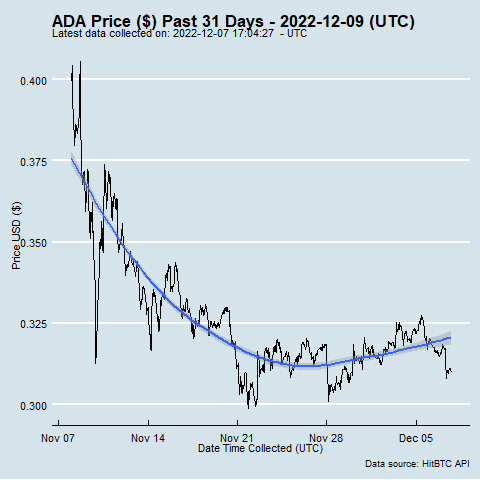 ADA Price ($) Past 31 Days - 2022-12-09 (UTC)
Latest data collected on: 2022-12-07 17:04:27  - UTC
0.400
0.375
0.350
0.325
0.300
Price USD ($)
Nov 07 Nov 14 Nov 21 Nov 28 Dec 05
Date Time Collected (UTC)
Data source: HitBTC API